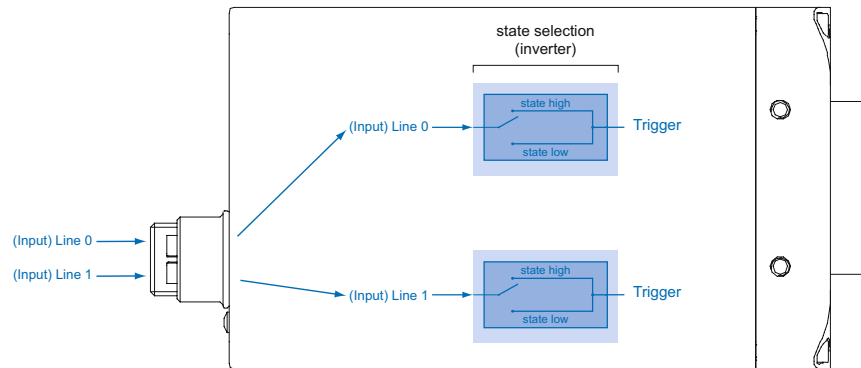 state selection
(inverter)
state high
(Input) Line 0
Trigger
state low
(Input) Line 0
(Input) Line 1
state high
(Input) Line 1
Trigger
state low